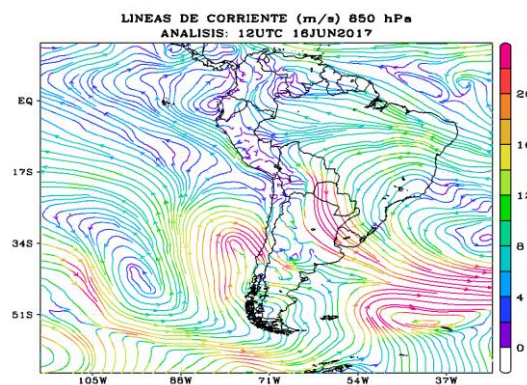 LINEAS DE CORRIENTE (m/s) 850 hPa
ANALISIS: 12UTC 16JUN2017
EQ
17S
34S
51S
105W
88W
71W
54W
37W
20
16
12
8
4
0